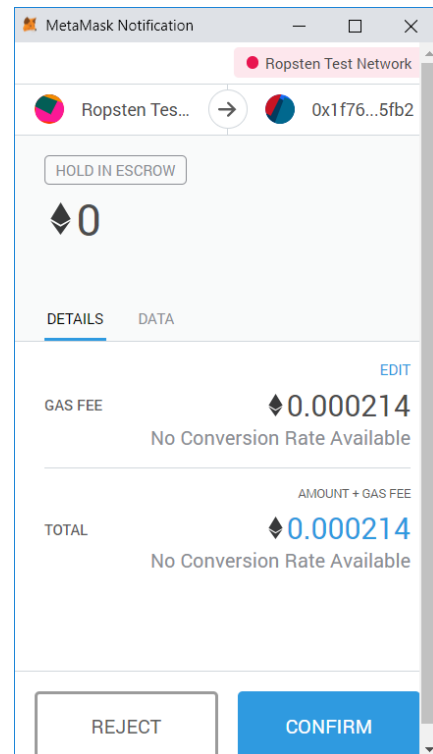 MetaMask Notification
Ropsten Test Network
Ropsten Tes...
0x1f76...5fb2
HOLD IN ESCROW
0
DETAILS DATA
EDIT
GAS FEE 0.000214
No Conversion Rate Available
AMOUNT + GAS FEE
TOTAL 0.000214
No Conversion Rate Available
REJECT CONFIRM